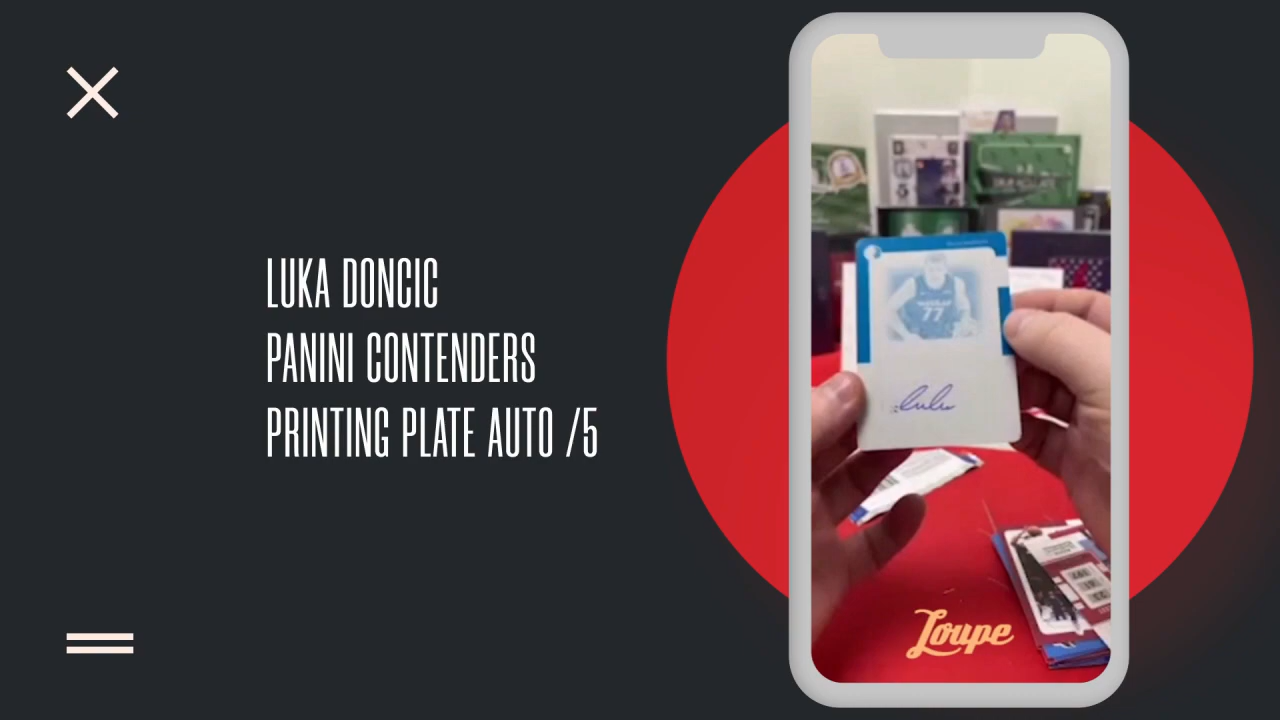 LUKA DONCIC
PANINI CONTENDERS
PRINTING PLATE AUTO /5
77
Loupe